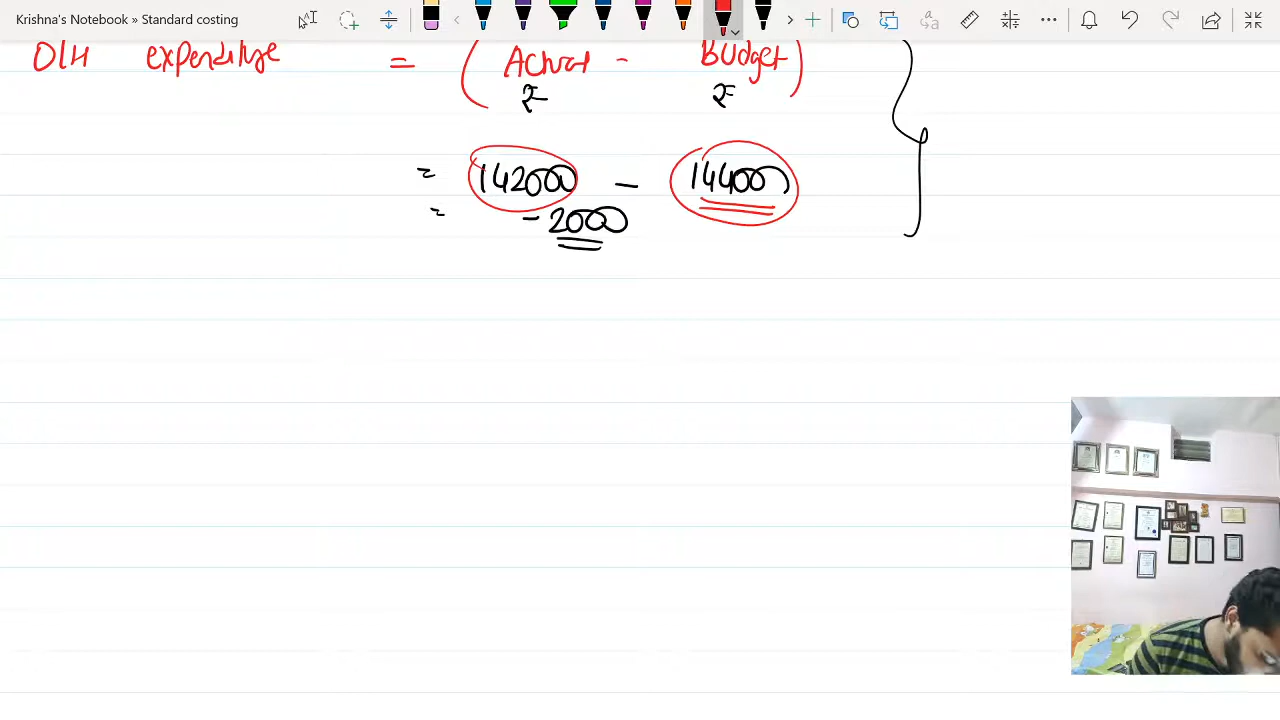 Krishna's Notebook » Standard costing
O/H expenditure = (Actual - Budget)
₹ ₹
= 142000 - 144000
= - 2000